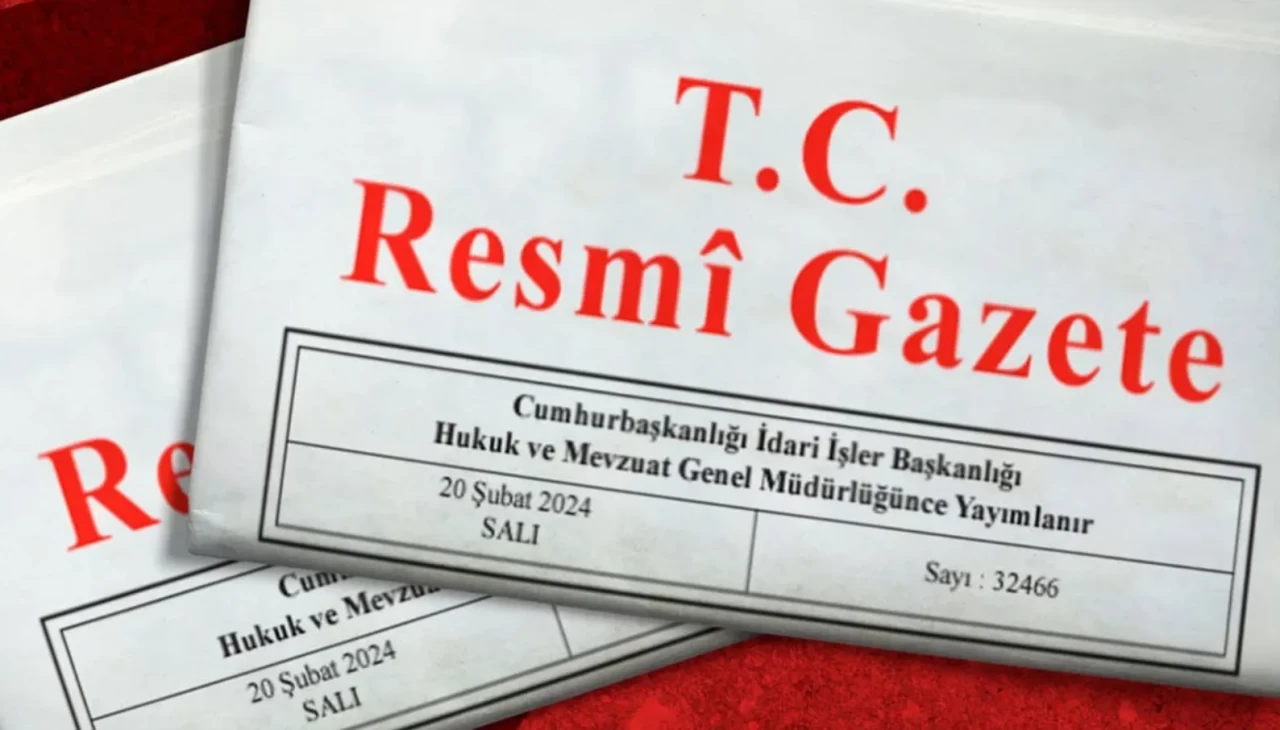 T.C.
Resmî Gazete
Cumhurbaşkanlığı İdari İşler Başkanlığı
Hukuk ve Mevzuat Genel Müdürlüğünce Yayımlanır
20 Şubat 2024
SALI
Sayı : 32466
Re
Cum
Hukuk ve Mevzu
20 Şubat 2024
SALI